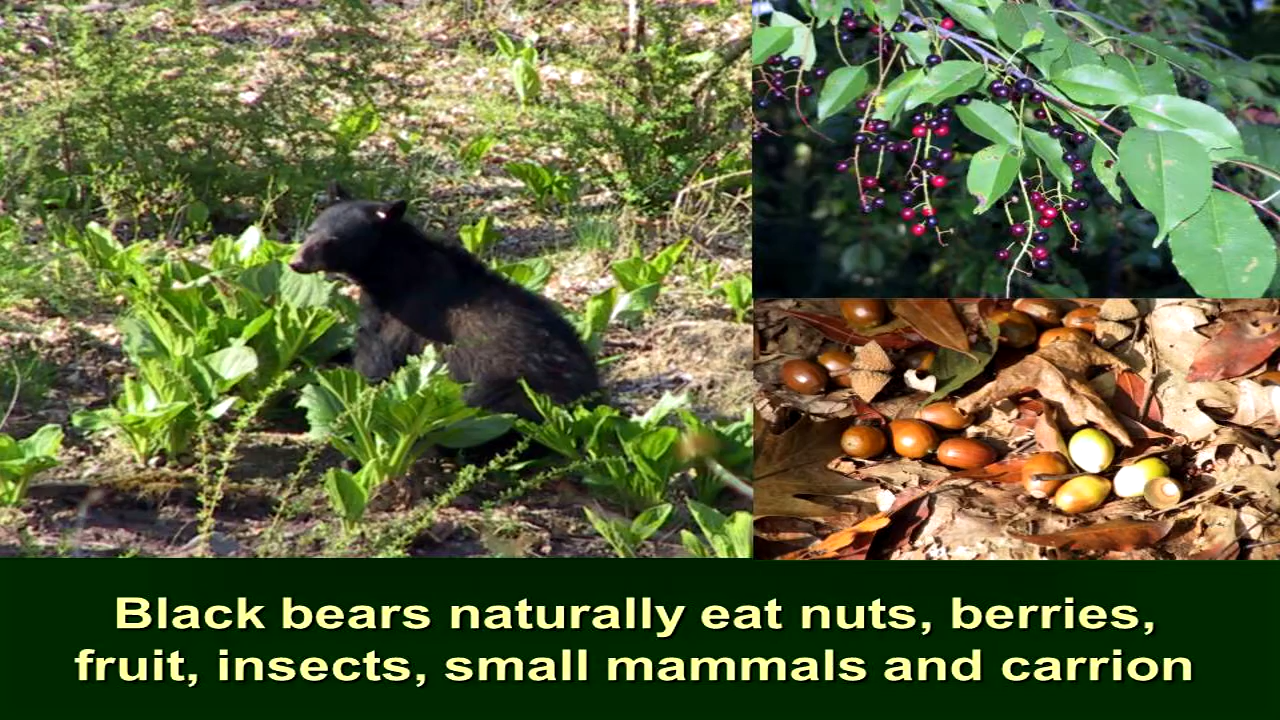 Black bears naturally eat nuts, berries,
fruit, insects, small mammals and carrion